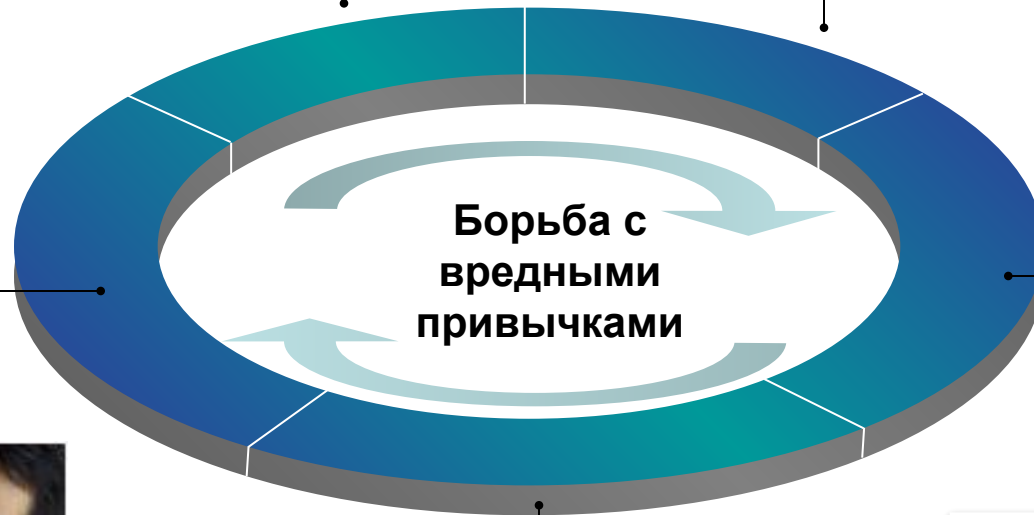 Борьба с
вредными
привычками